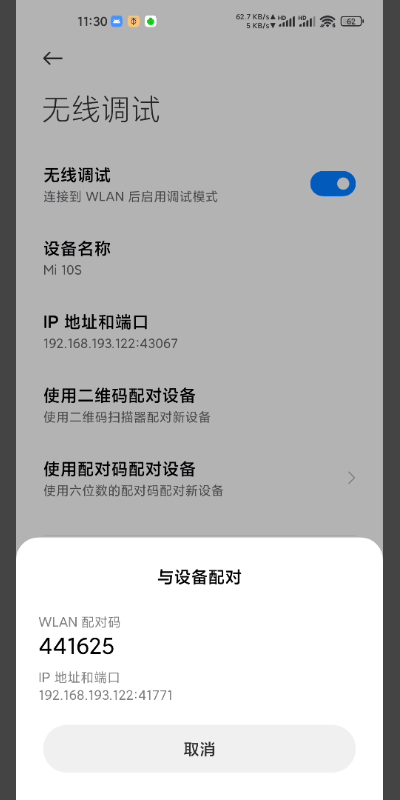 11:30
62.7 KB/s▲
5 KB/s▼
HD
HD
62
无线调试
无线调试
连接到 WLAN 后启用调试模式
设备名称
Mi 10S
IP 地址和端口
192.168.193.122:43067
使用二维码配对设备
使用二维码扫描器配对新设备
使用配对码配对设备
使用六位数的配对码配对新设备
与设备配对
WLAN 配对码
441625
IP 地址和端口
192.168.193.122:41771
取消